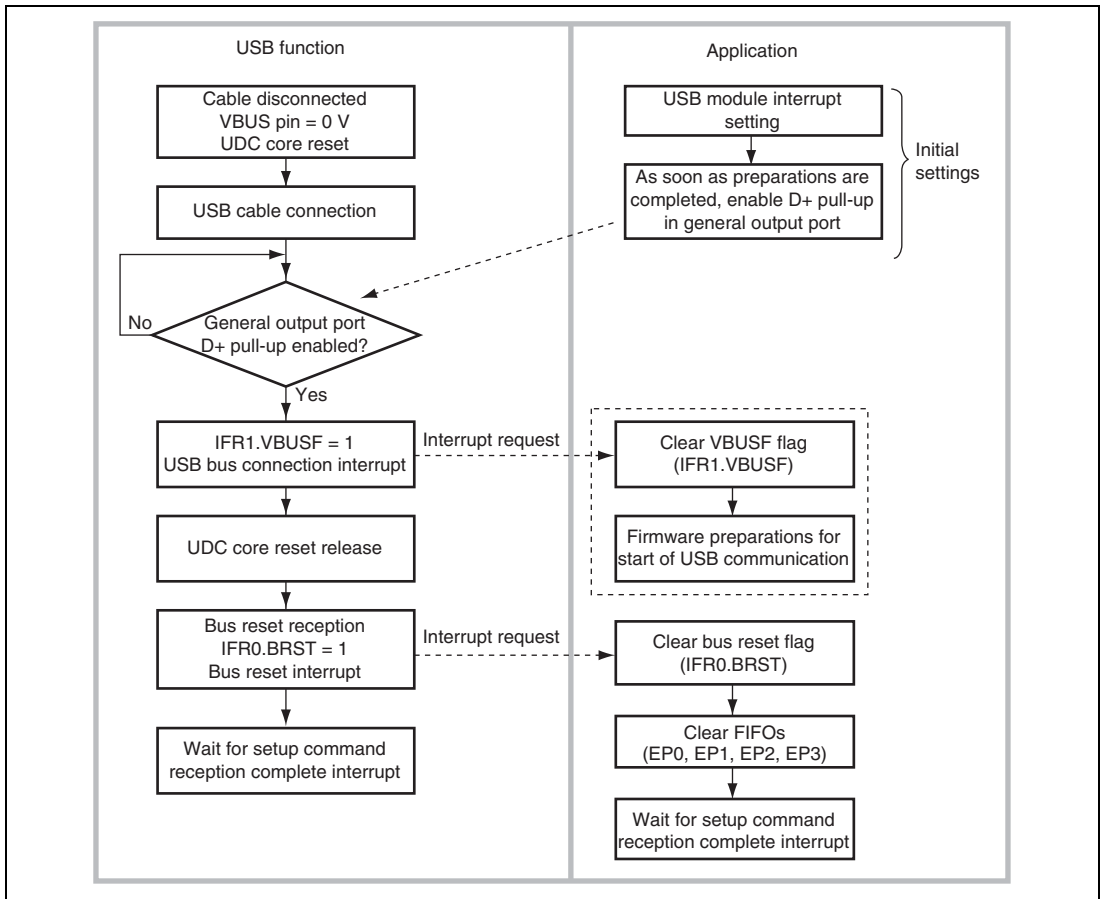 USB function
Cable disconnected
VBUS pin = 0 V
UDC core reset
USB cable connection
No
General output port
D+ pull-up enabled?
Yes
IFR1.VBUSF = 1
USB bus connection interrupt
Interrupt request
UDC core reset release
Bus reset reception
IFR0.BRST = 1
Bus reset interrupt
Interrupt request
Wait for setup command
reception complete interrupt
Application
USB module interrupt
setting
As soon as preparations are
completed, enable D+ pull-up
in general output port
Initial
settings
Clear VBUSF flag
(IFR1.VBUSF)
Firmware preparations for
start of USB communication
Clear bus reset flag
(IFR0.BRST)
Clear FIFOs
(EP0, EP1, EP2, EP3)
Wait for setup command
reception complete interrupt